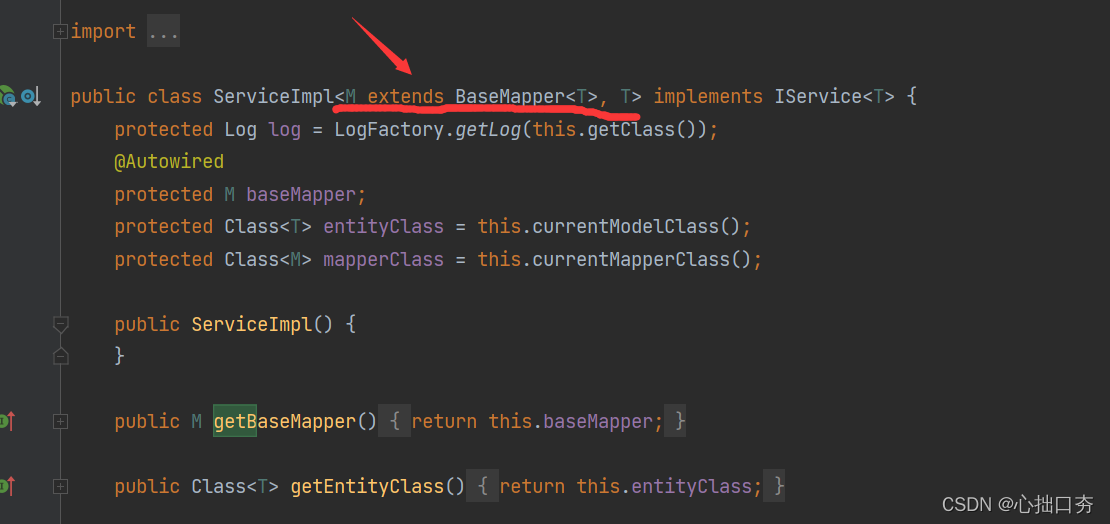 import ...
public class ServiceImpl<M extends BaseMapper<T>, T> implements IService<T> {
protected Log log = LogFactory.getLog(this.getClass());
@Autowired
protected M baseMapper;
protected Class<T> entityClass = this.currentModelClass();
protected Class<M> mapperClass = this.currentMapperClass();
public ServiceImpl() {
}
public M getBaseMapper() { return this.baseMapper; }
public Class<T> getEntityClass() { return this.entityClass; }
CSDN @心拙口夯